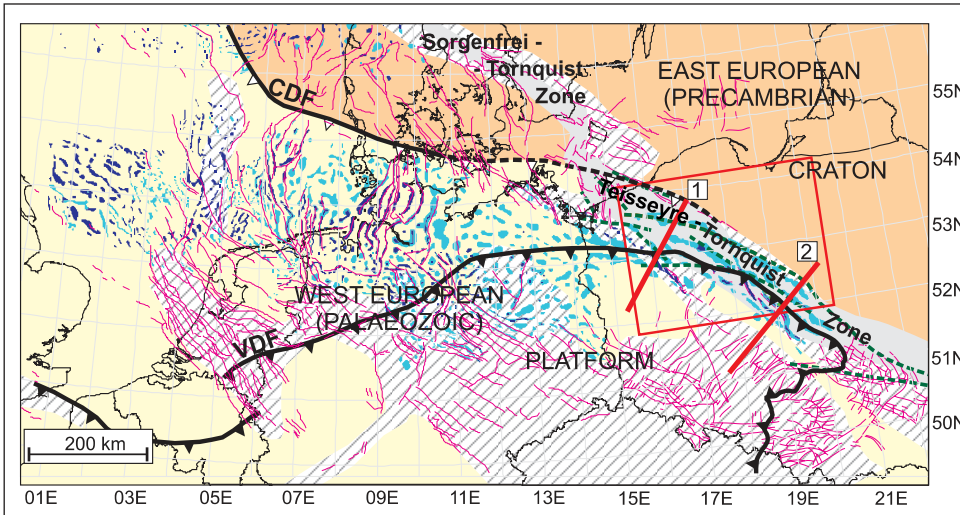 Sorgenfrei -
- Tornquist
Zone
EAST EUROPEAN
(PRECAMBRIAN)
CRATON
CDF
55N
54N
53N
52N
51N
50N
1
2
Teisseyre -
Tornquist
Zone
WEST EUROPEAN
(PALAEOZOIC)
PLATFORM
VDF
200 km
01E 03E 05E 07E 09E 11E 13E 15E 17E 19E 21E